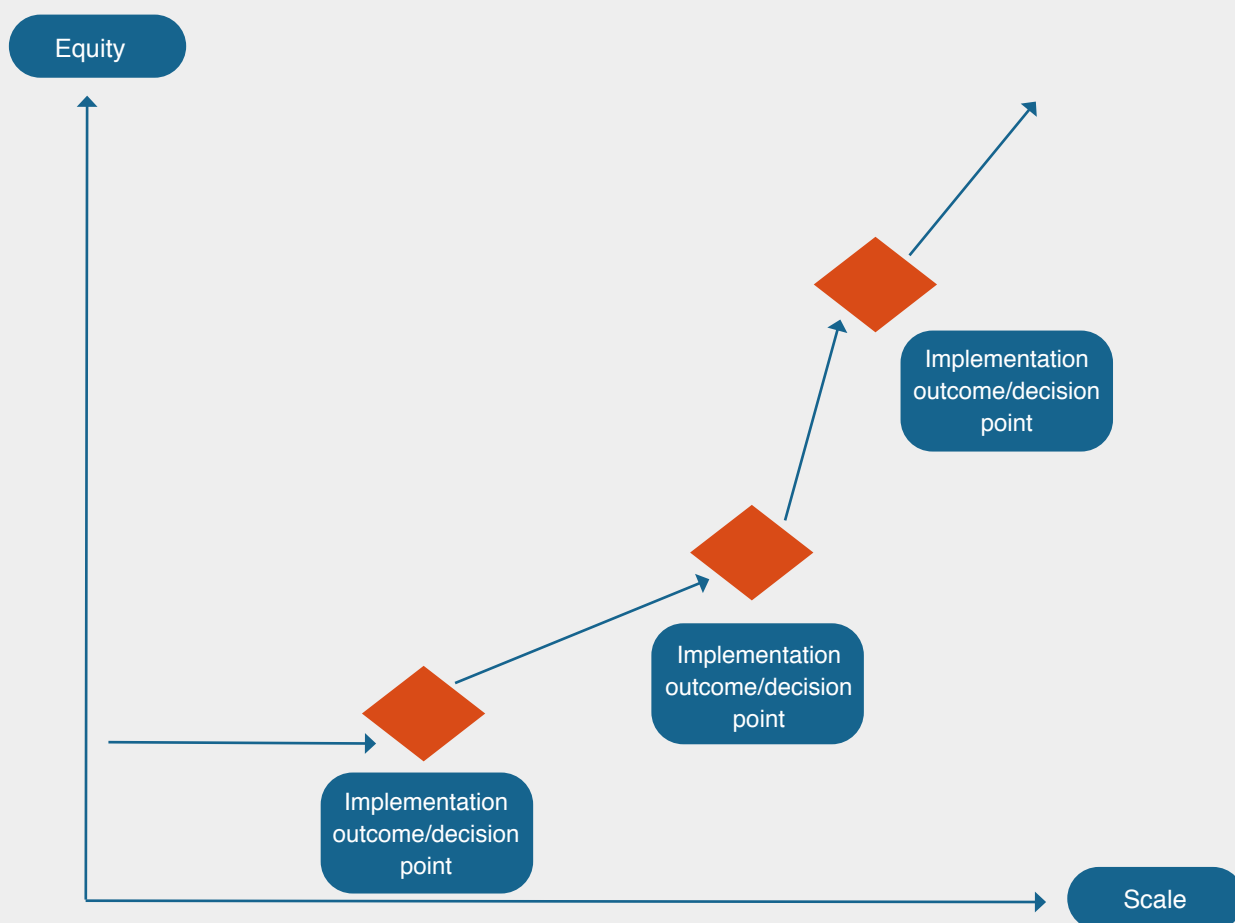 Equity
Implementation
outcome/decision
point
Implementation
outcome/decision
point
Implementation
outcome/decision
point
Scale